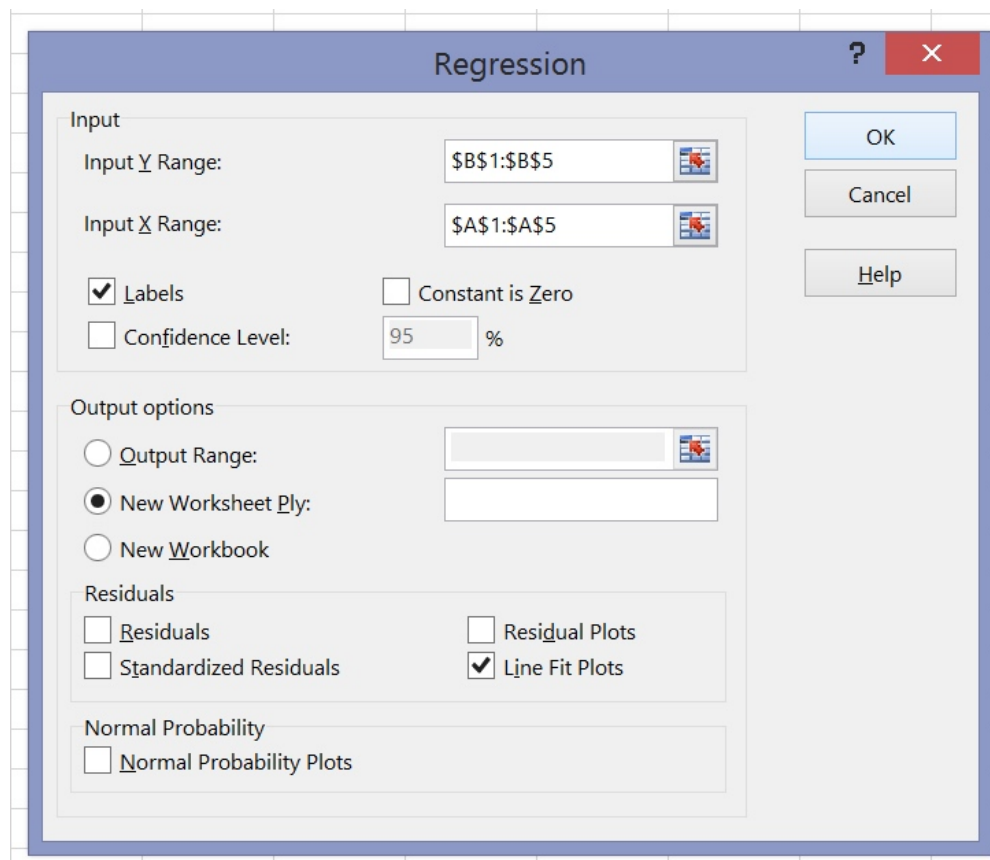 Regression
?
Input
OK
Input Y Range:
$B$1:$B$5
Cancel
Input X Range:
$A$1:$A$5
Help
Labels
Constant is Zero
Confidence Level:
95
%
Output options
Output Range:
New Worksheet Ply:
New Workbook
Residuals
Residuals
Residual Plots
Standardized Residuals
Line Fit Plots
Normal Probability
Normal Probability Plots